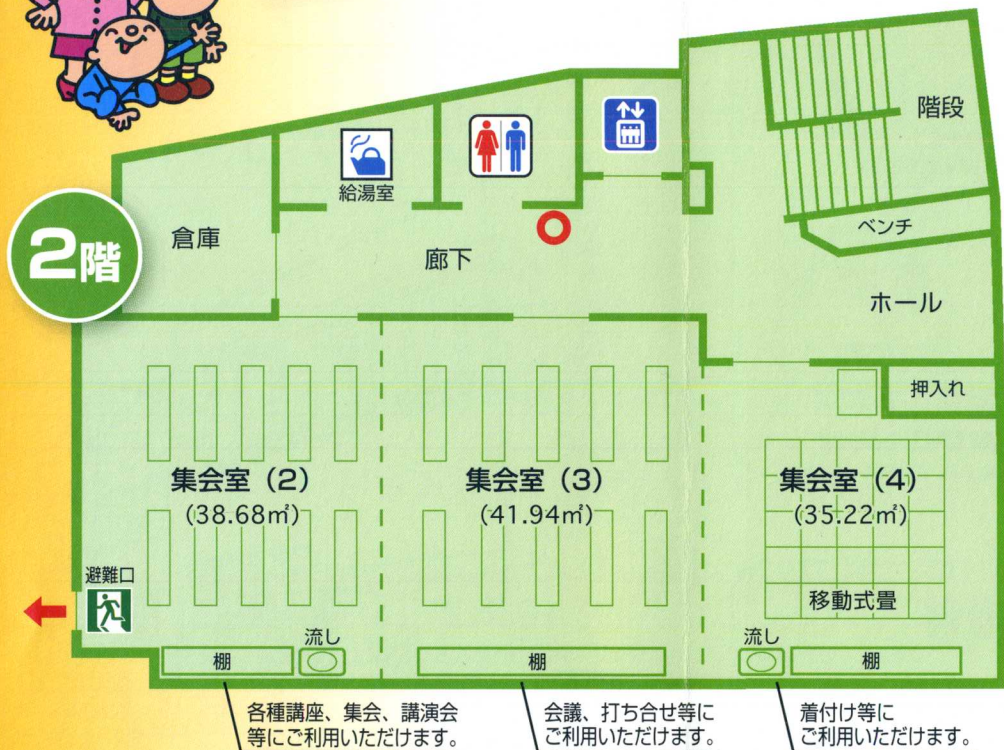 2階
階段
給湯室
ベンチ
倉庫
廊下
ホール
押入れ
集会室（2）
（38.68㎡）
集会室（3）
（41.94㎡）
集会室（4）
（35.22㎡）
避難口
移動式畳
流し
流し
棚
棚
棚
各種講座、集会、講演会
等にご利用いただけます。
会議、打ち合せ等に
ご利用いただけます。
着付け等に
ご利用いただけます。